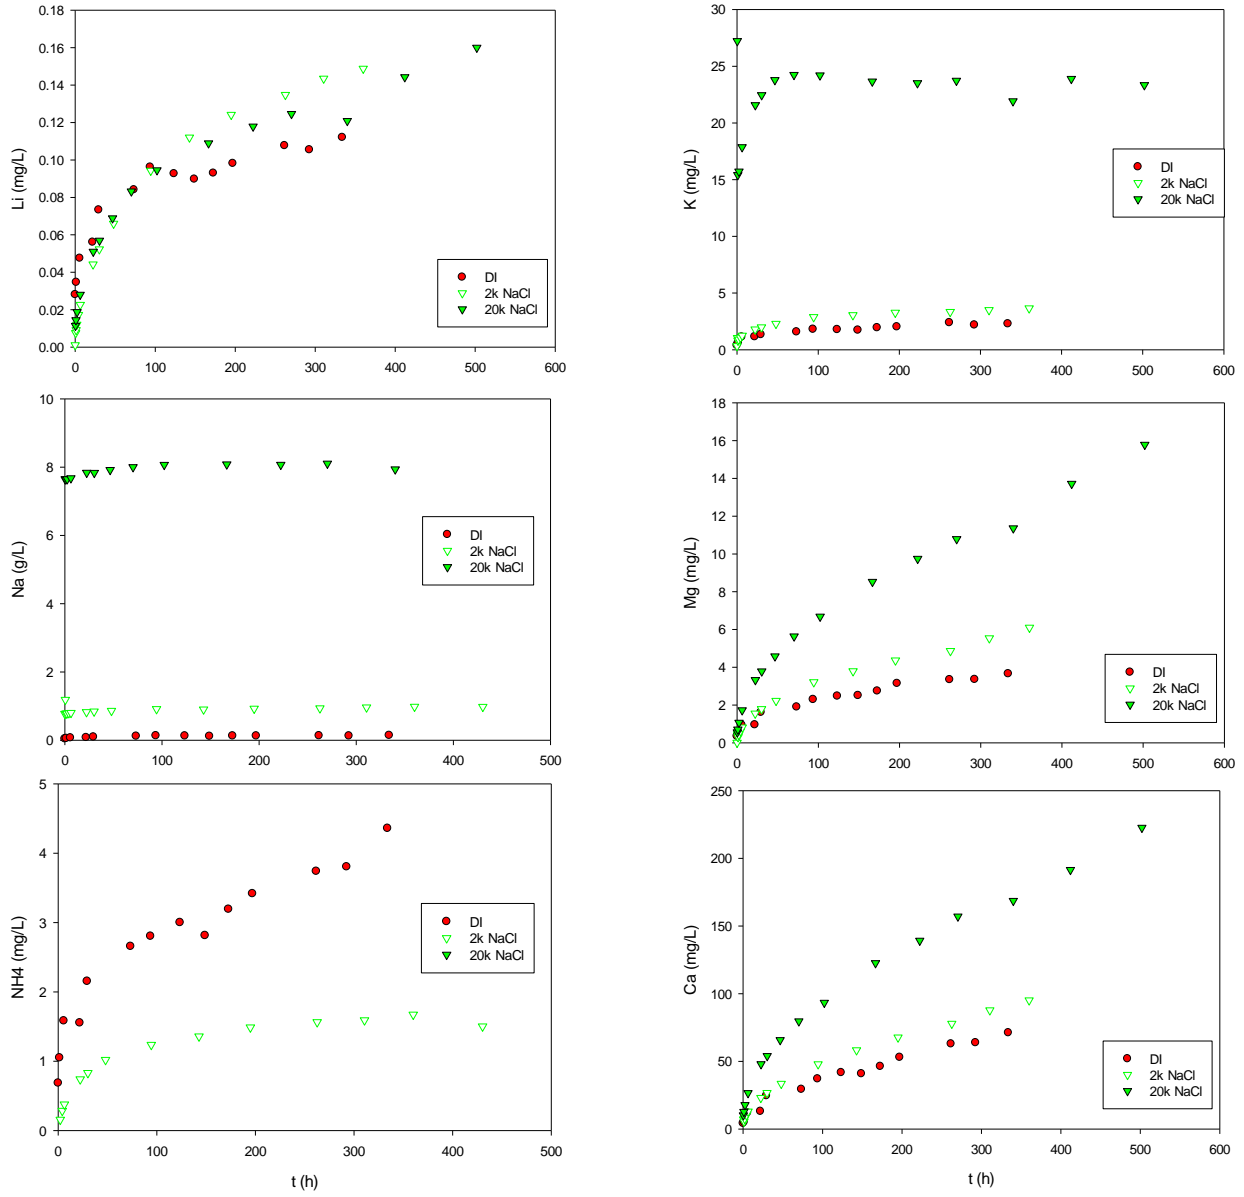 0.18
0.16
0.14
0.12
0.10
0.08
0.06
0.04
0.02
0.00
Li (mg/L)
0 100 200 300 400 500 600
DI
2k NaCl
20k NaCl
30
25
20
15
10
5
0
K (mg/L)
0 100 200 300 400 500 600
DI
2k NaCl
20k NaCl
10
8
6
4
2
0
Na (g/L)
0 100 200 300 400 500
DI
2k NaCl
20k NaCl
18
16
14
12
10
8
6
4
2
0
Mg (mg/L)
0 100 200 300 400 500 600
DI
2k NaCl
20k NaCl
5
4
3
2
1
0
NH4 (mg/L)
0 100 200 300 400 500
t (h)
DI
2k NaCl
20k NaCl
250
200
150
100
50
0
Ca (mg/L)
0 100 200 300 400 500 600
t (h)
DI
2k NaCl
20k NaCl